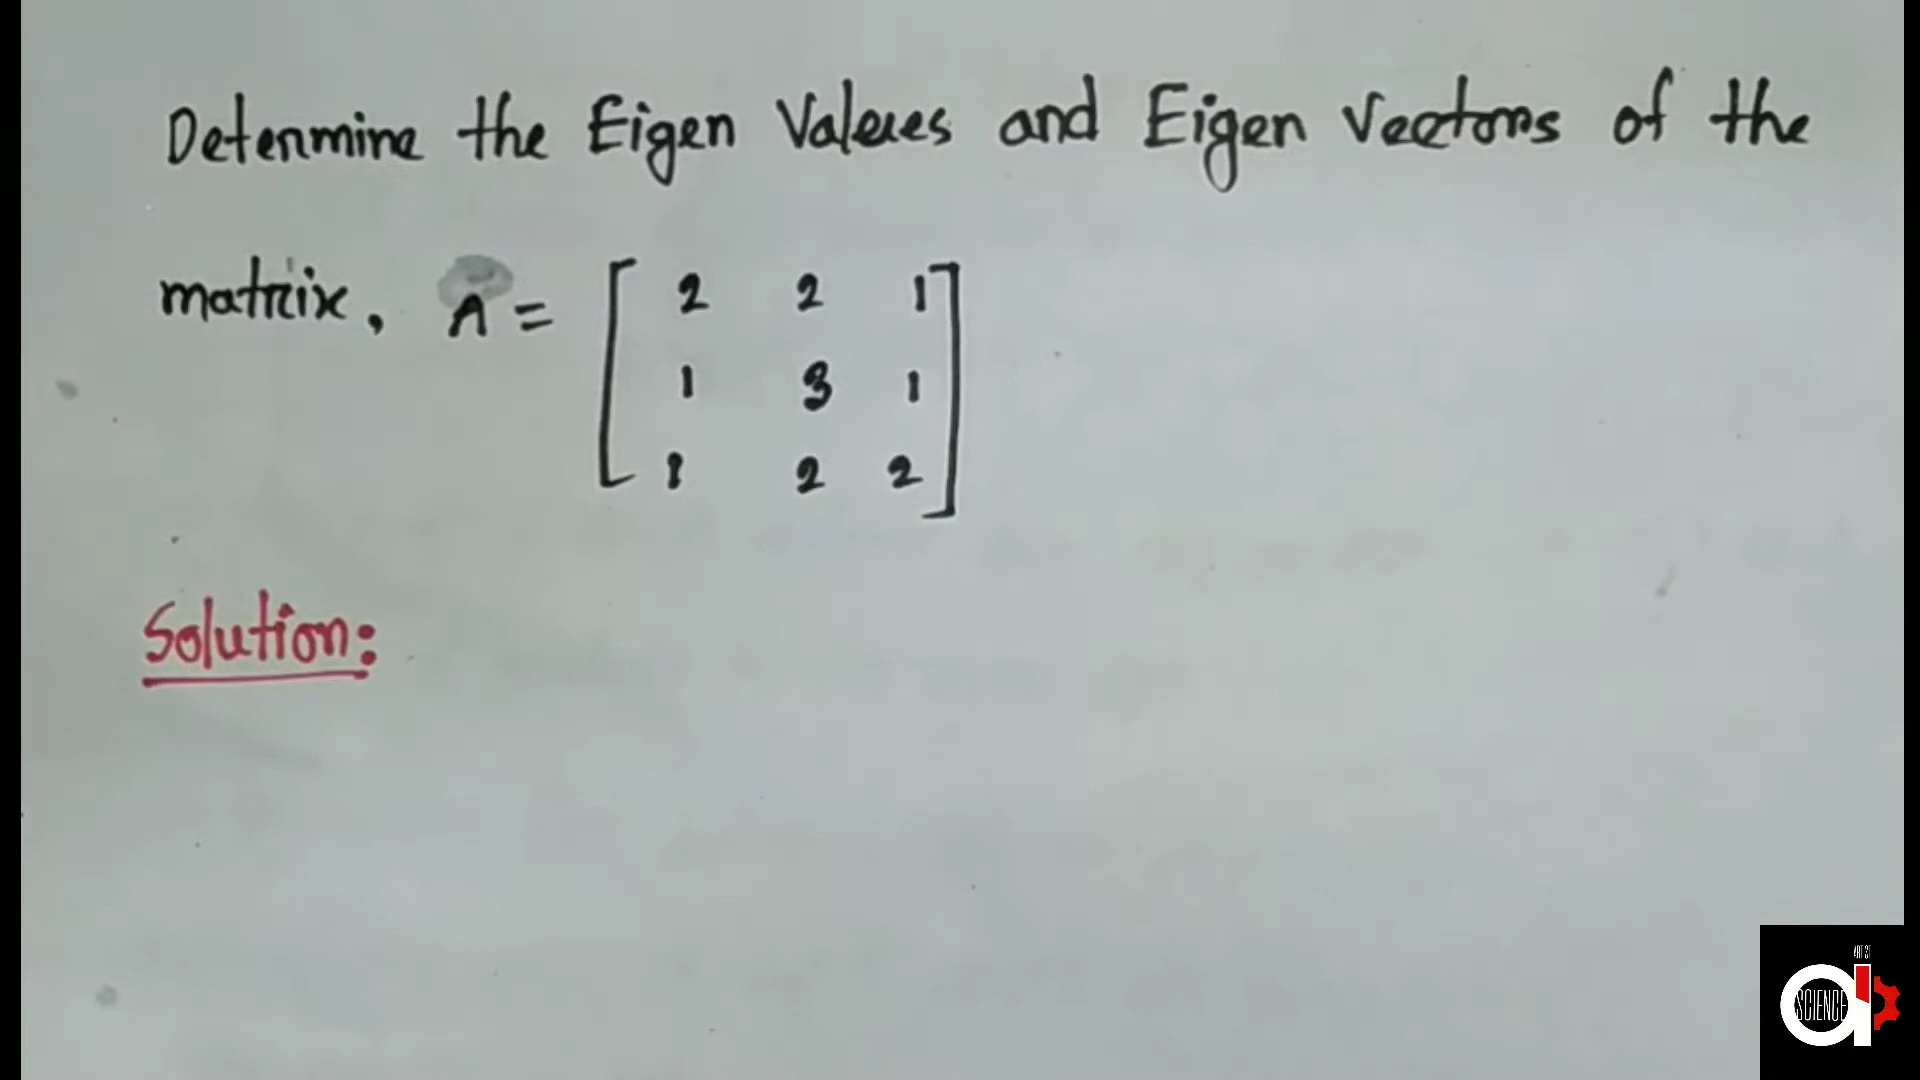 Determine the Eigen Values and Eigen Vectors of the
matrix, A = [ 2 2 1 ]
1 3 1
1 2 2
Solution:
SCIENCE